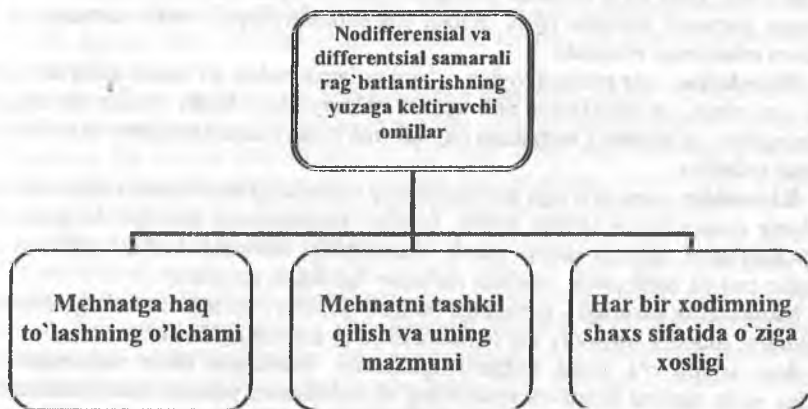 Nodifferensial va
differentsial samarali
rag`batlantirishning
yuzaga keltiruvchi
omillar
Mehnatga haq
to`lashning o’lchami
Mehnatni tashkil
qilish va uning
mazmuni
Har bir xodimning
shaxs sifatida o`ziga
xosligi